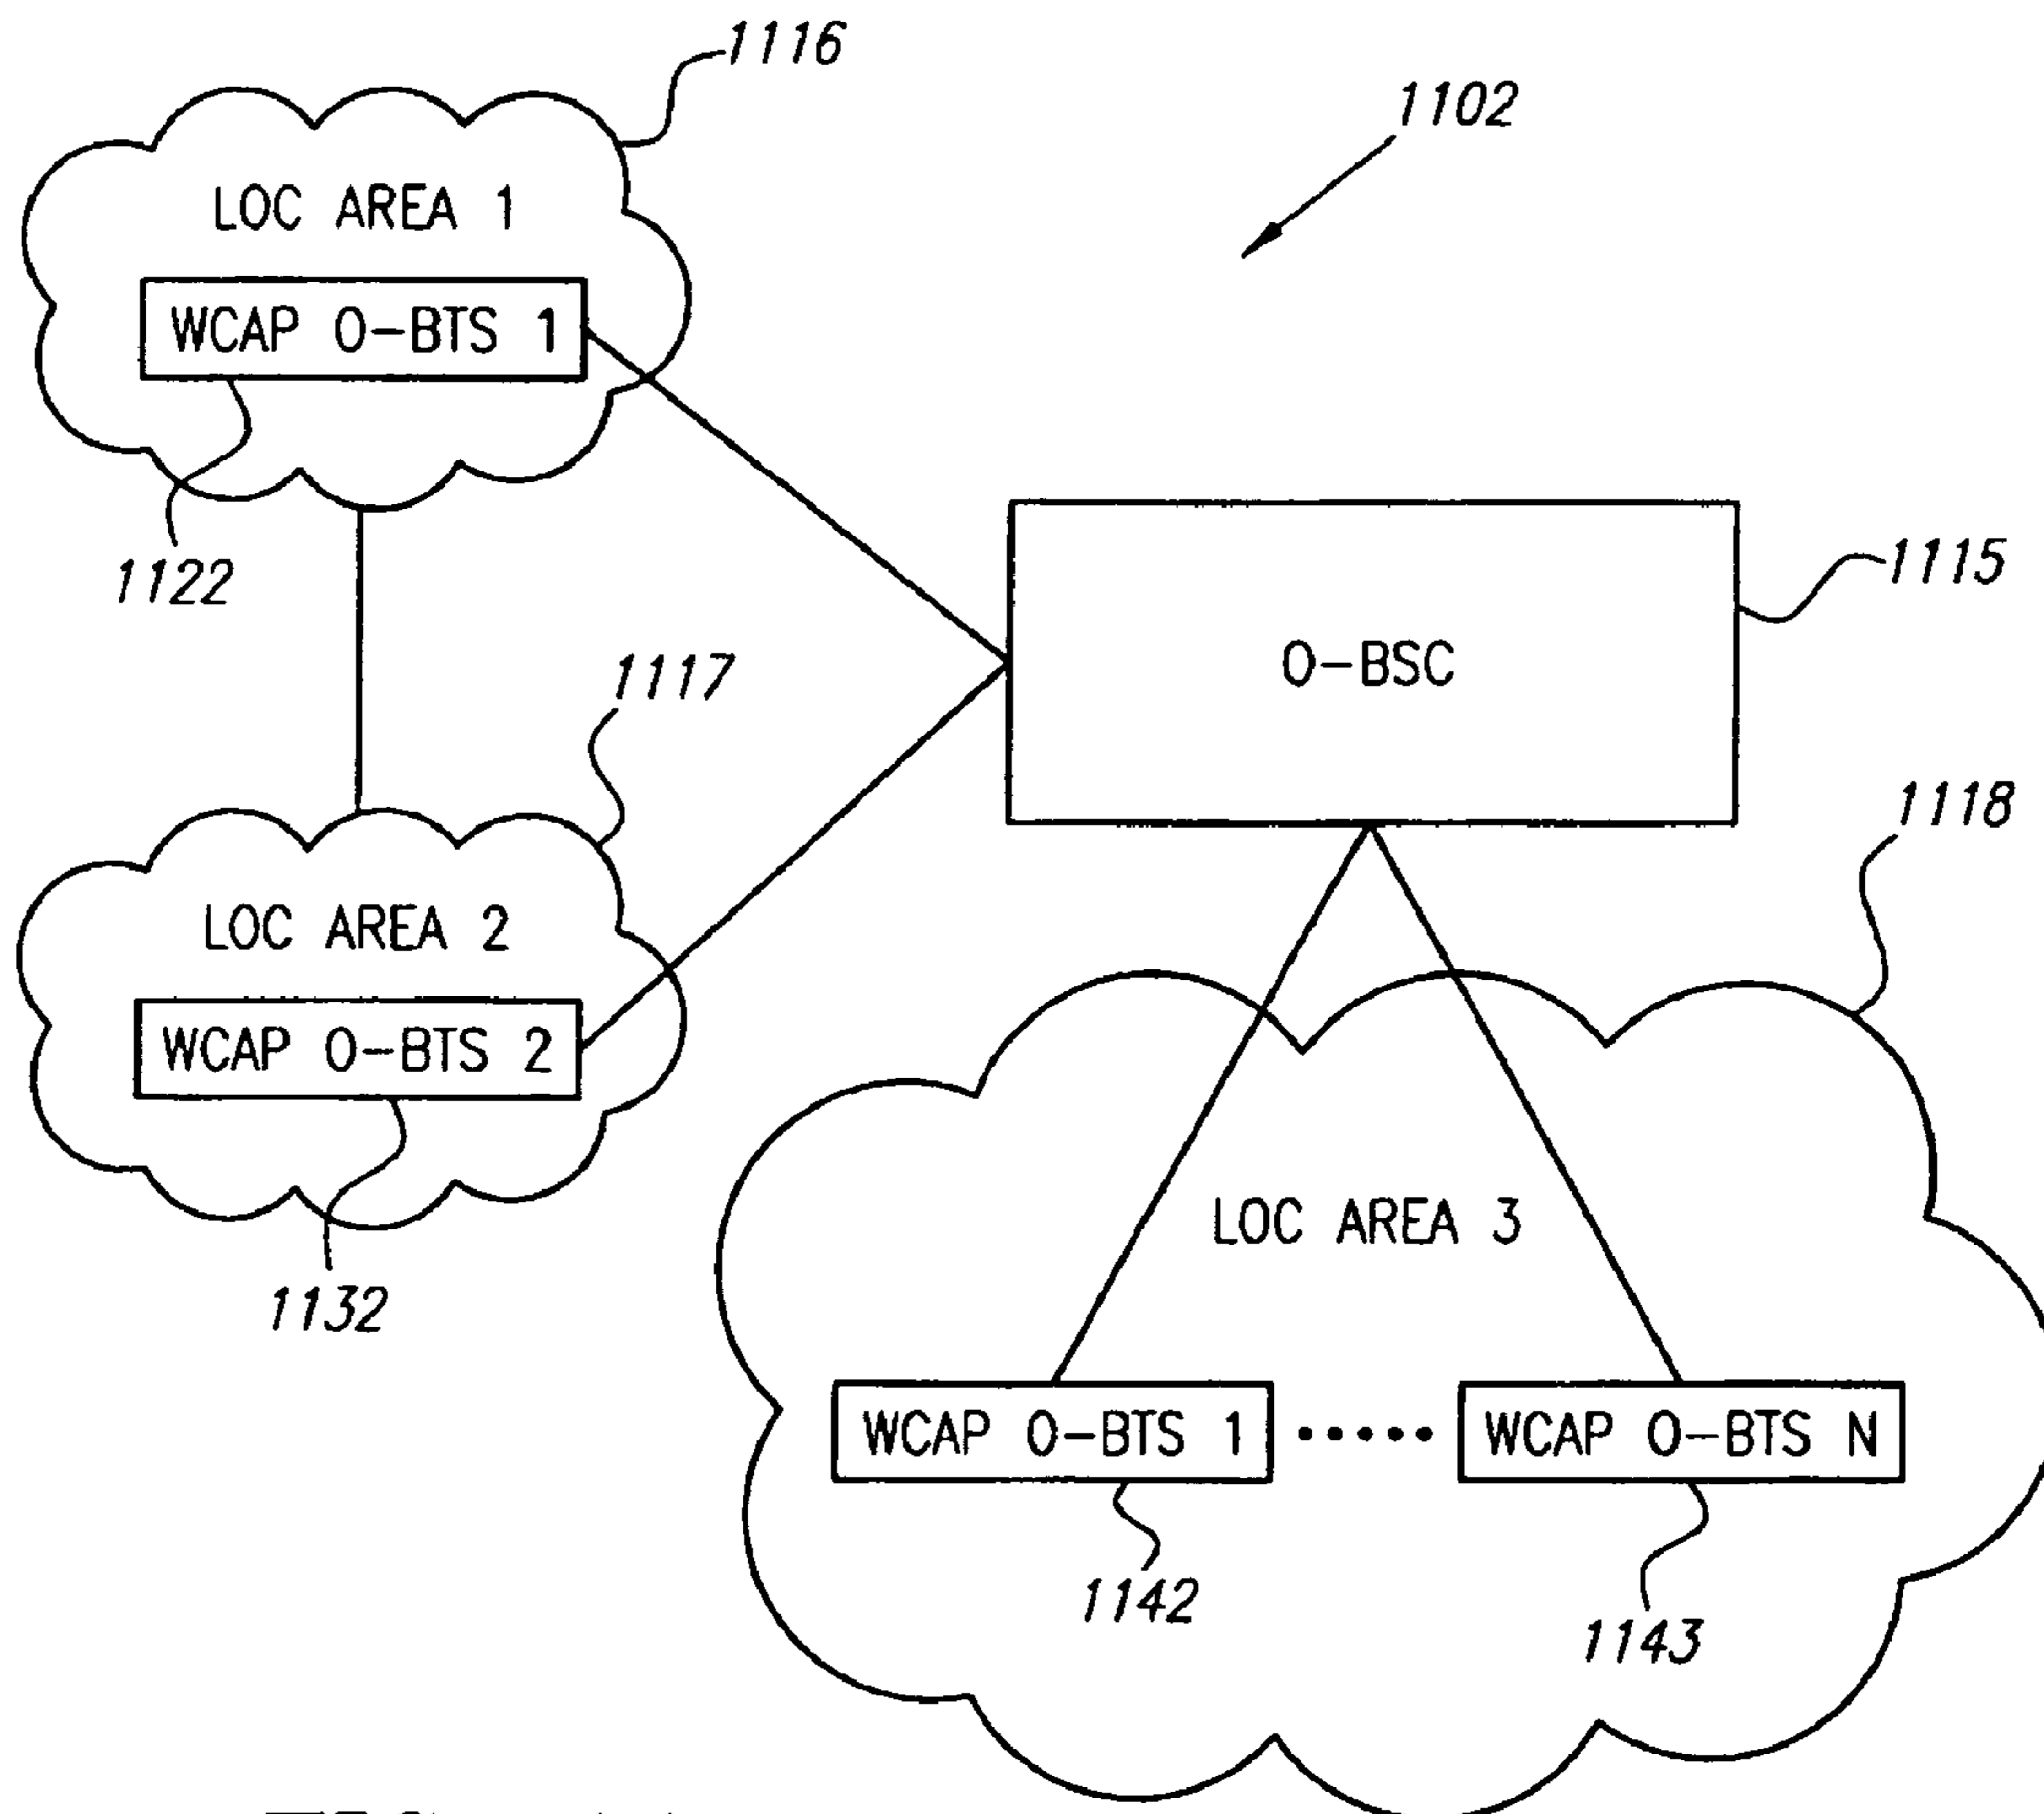 1116
1102
LOC AREA 1
WCAP O-BTS 1
1122
1115
O-BSC
1117
1118
LOC AREA 2
WCAP O-BTS 2
1132
LOC AREA 3
WCAP O-BTS 1 ..... WCAP O-BTS N
1142
1143